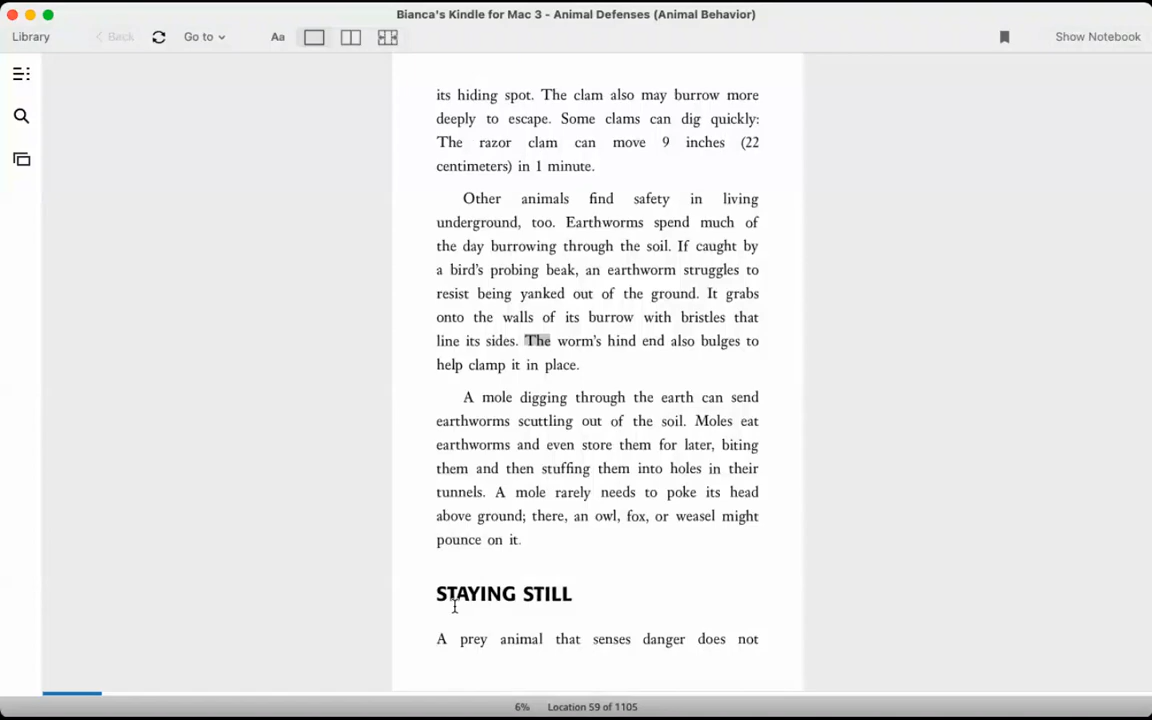 Bianca's Kindle for Mac 3 - Animal Defenses (Animal Behavior)
Library
Back
Go to
Aa
Show Notebook
its hiding spot. The clam also may burrow more
deeply to escape. Some clams can dig quickly:
The razor clam can move 9 inches (22
centimeters) in 1 minute.
Other animals find safety in living
underground, too. Earthworms spend much of
the day burrowing through the soil. If caught by
a bird's probing beak, an earthworm struggles to
resist being yanked out of the ground. It grabs
onto the walls of its burrow with bristles that
line its sides. The worm's hind end also bulges to
help clamp it in place.
A mole digging through the earth can send
earthworms scuttling out of the soil. Moles eat
earthworms and even store them for later, biting
them and then stuffing them into holes in their
tunnels. A mole rarely needs to poke its head
above ground; there, an owl, fox, or weasel might
pounce on it.
STAYING STILL
A prey animal that senses danger does not
6% Location 59 of 1105